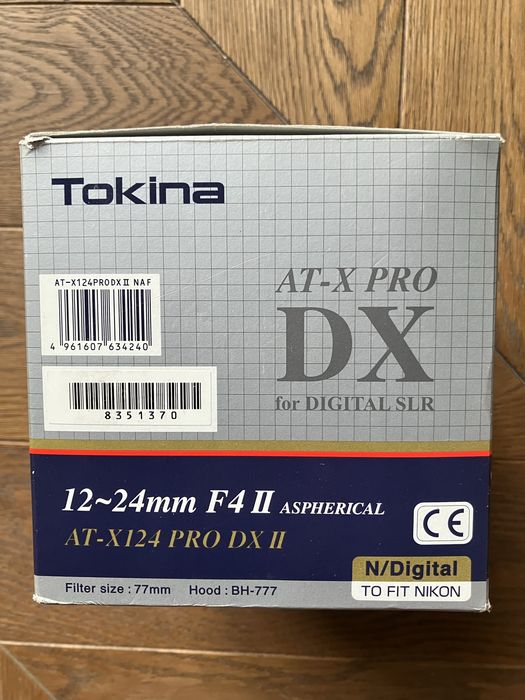 Tokina
AT-X124PRODXⅡ NAF
4 961607 634240
8351370
AT-X PRO
DX
for DIGITAL SLR
12~24mm F4 Ⅱ ASPHERICAL
AT-X124 PRO DX Ⅱ
CE
N/Digital
TO FIT NIKON
Filter size : 77mm Hood : BH-777